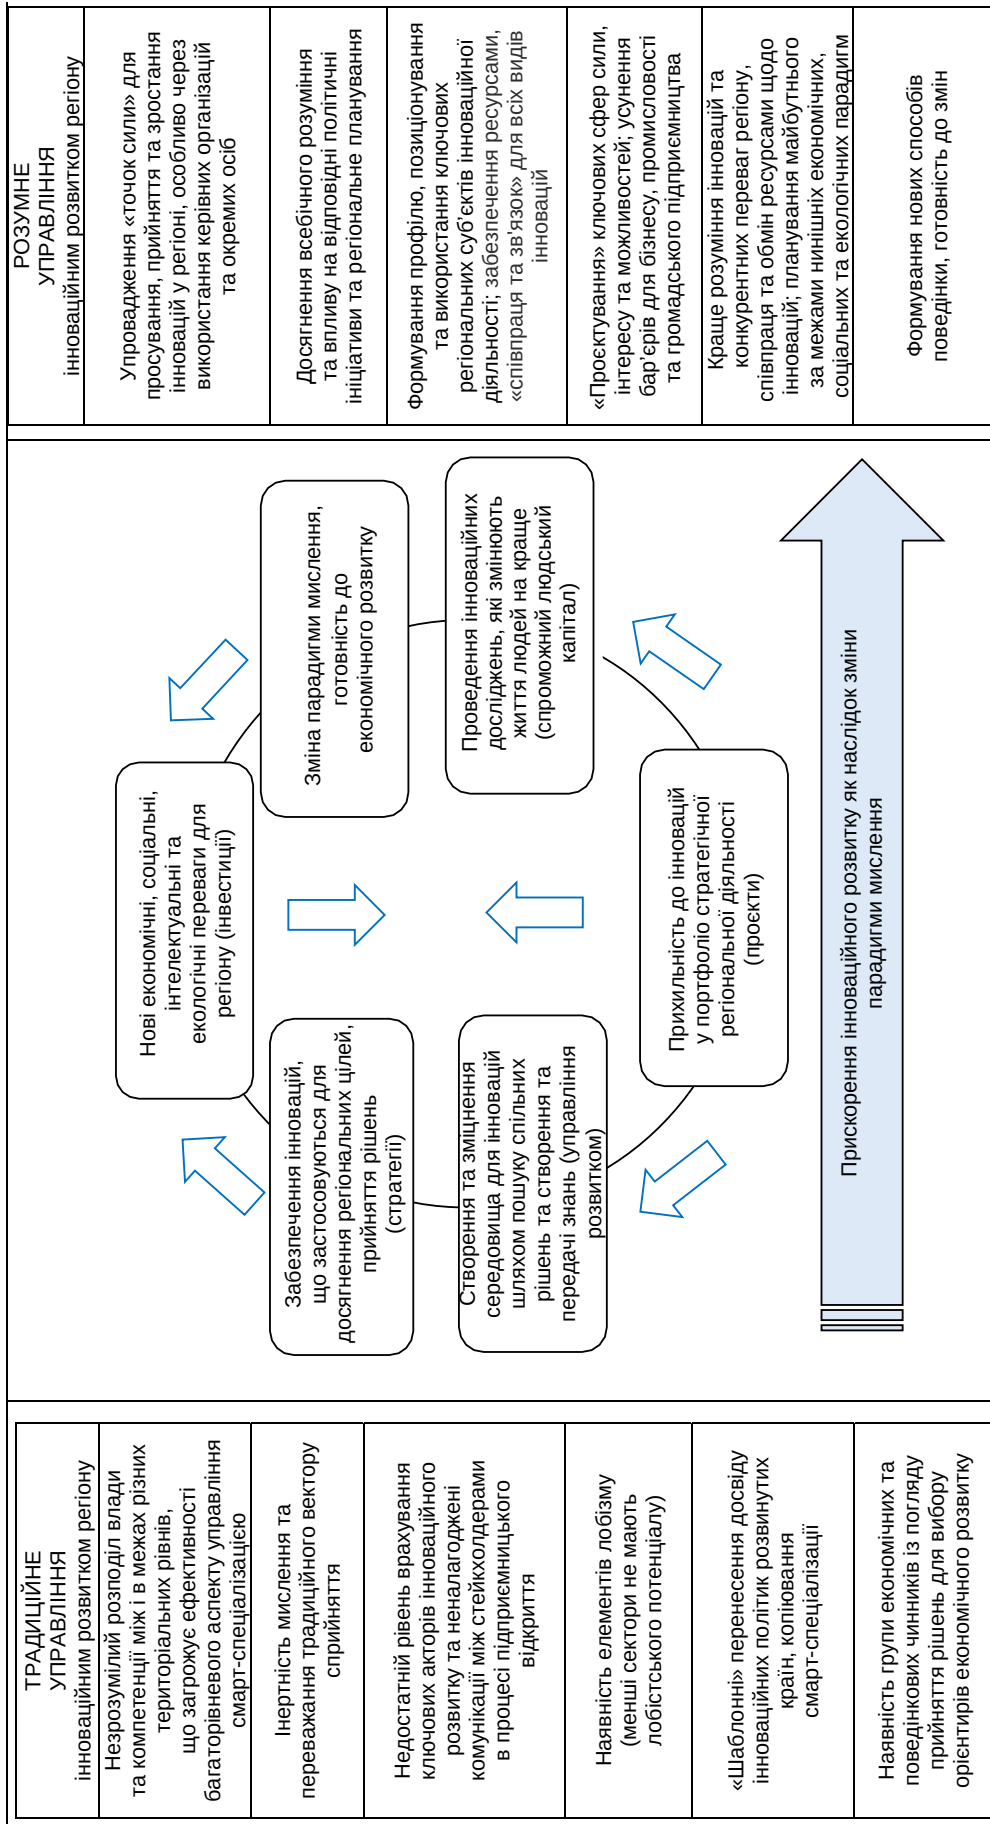 ТРАДИЦІЙНЕ
УПРАВЛІННЯ
інноваційним розвитком регіону
Незрозумілий розподіл влади
та компетенції між і в межах різних
територіальних рівнів,
що загрожує ефективності
багаторівневого аспекту управління
смарт-спеціалізацією
Інертність мислення та
переважання традиційного вектору
сприйняття
Недостатній рівень врахування
ключових акторів інноваційного
розвитку та неналагоджені
комунікації між стейкхолдерами
в процесі підприємницького
відкриття
Наявність елементів лобізму
(менші сектори не мають
лобістського потенціалу)
«Шаблонні» перенесення досвіду
інноваційних політик розвинутих
країн, копіювання
смарт-спеціалізації
Наявність групи економічних та
поведінкових чинників із погляду
прийняття рішень для вибору
орієнтирів економічного розвитку
Нові економічні, соціальні,
інтелектуальні та
екологічні переваги для
регіону (інвестиції)
Забезпечення інновацій,
що застосовуються для
досягнення регіональних цілей,
прийняття рішень
(стратегії)
Зміна парадигми мислення,
готовність до
економічного розвитку
Створення та зміцнення
середовища для інновацій
шляхом пошуку спільних
рішень та створення та
передачі знань (управління
розвитком)
Проведення інноваційних
досліджень, які змінюють
життя людей на краще
(спроможний людський
капітал)
Прихильність до інновацій
у портфоліо стратегічної
регіональної діяльності
(проєкти)
Прискорення інноваційного розвитку як наслідок зміни
парадигми мислення
РОЗУМНЕ
УПРАВЛІННЯ
інноваційним розвитком регіону
Упровадження «точок сили» для
просування, прийняття та зростання
інновацій у регіоні, особливо через
використання керівних організацій
та окремих осіб
Досягнення всебічного розуміння
та впливу на відповідні політичні
ініціативи та регіональне планування
Формування профілю, позиціонування
та використання ключових
регіональних суб’єктів інноваційної
діяльності; забезпечення ресурсами,
«співпраця та зв'язок» для всіх видів
інновацій
«Проєктування» ключових сфер сили,
інтересу та можливостей; усунення
бар’єрів для бізнесу, промисловості
та громадського підприємництва
Краще розуміння інновацій та
конкурентних переваг регіону,
співпраця та обмін ресурсами щодо
інновацій; планування майбутнього
за межами нинішніх економічних,
соціальних та екологічних парадигм
Формування нових способів
поведінки, готовність до змін